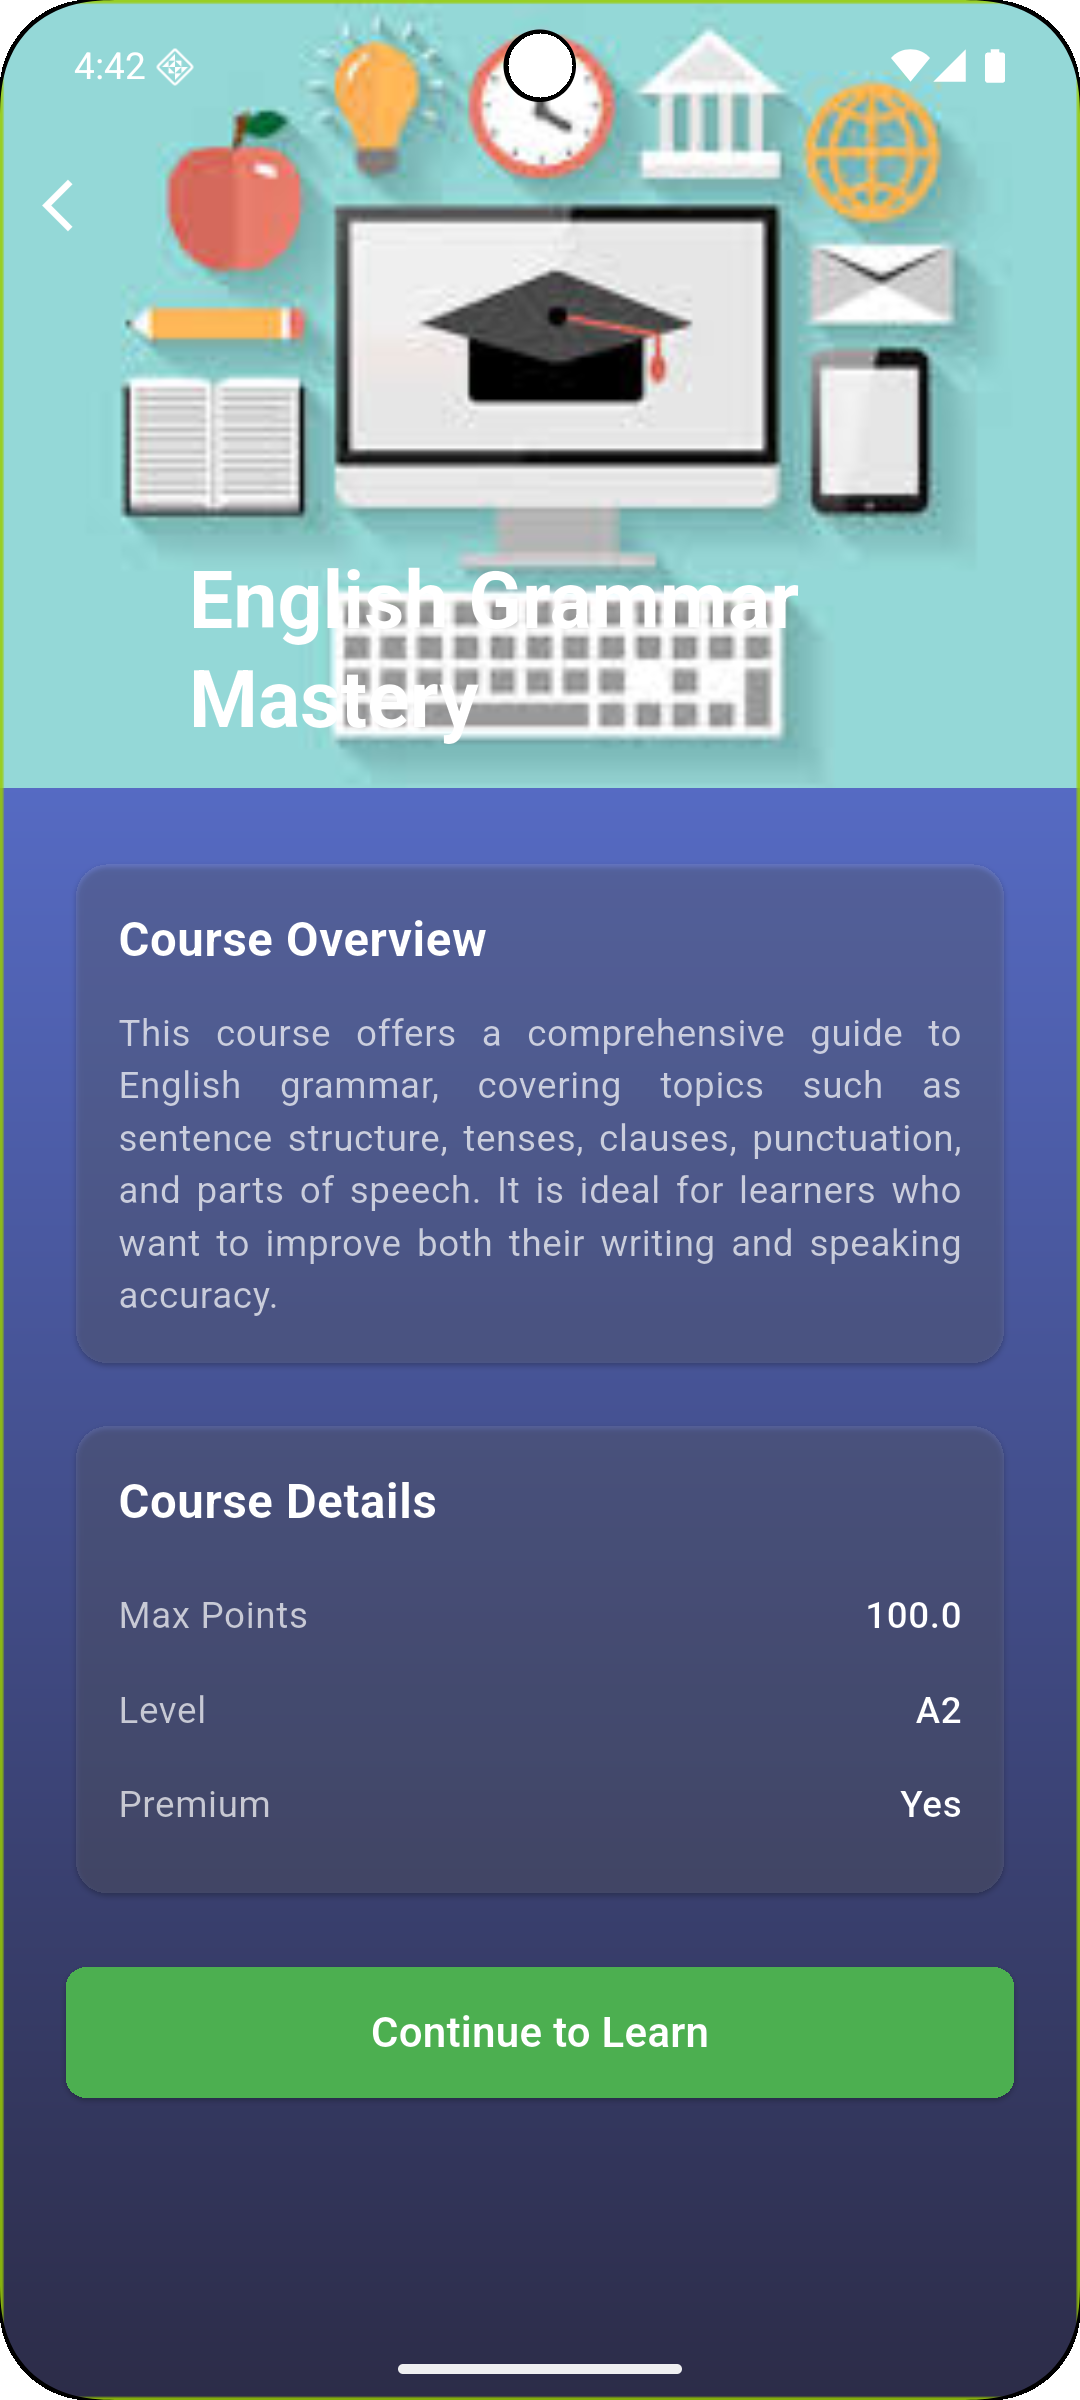 4:42
English Grammar
Mastery
Course Overview
This course offers a comprehensive guide to
English grammar, covering topics such as
sentence structure, tenses, clauses, punctuation,
and parts of speech. It is ideal for learners who
want to improve both their writing and speaking
accuracy.
Course Details
Max Points 100.0
Level A2
Premium Yes
Continue to Learn